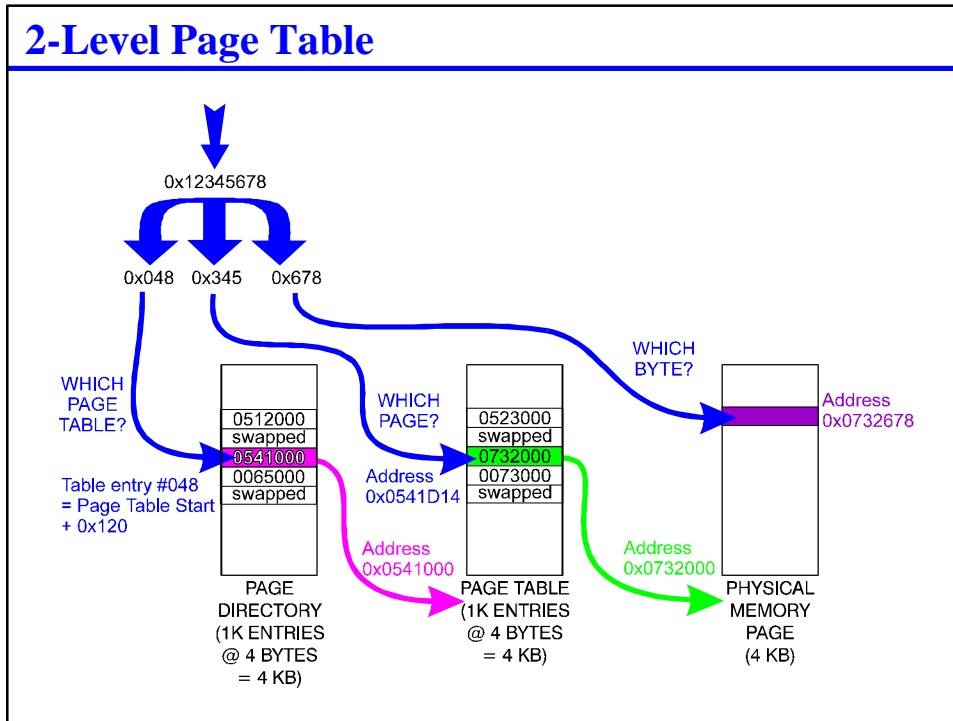 2-Level Page Table
0x12345678
0x048
0x345
0x678
WHICH
PAGE
TABLE?
Table entry #048
= Page Table Start
+ 0x120
0512000
swapped
0541000
0065000
swapped
PAGE
DIRECTORY
(1K ENTRIES
@ 4 BYTES
= 4 KB)
Address
0x0541000
WHICH
PAGE?
Address
0x0541D14
0523000
swapped
0732000
0073000
swapped
PAGE TABLE
(1K ENTRIES
@ 4 BYTES
= 4 KB)
Address
0x0732000
WHICH
BYTE?
Address
0x0732678
PHYSICAL
MEMORY
PAGE
(4 KB)